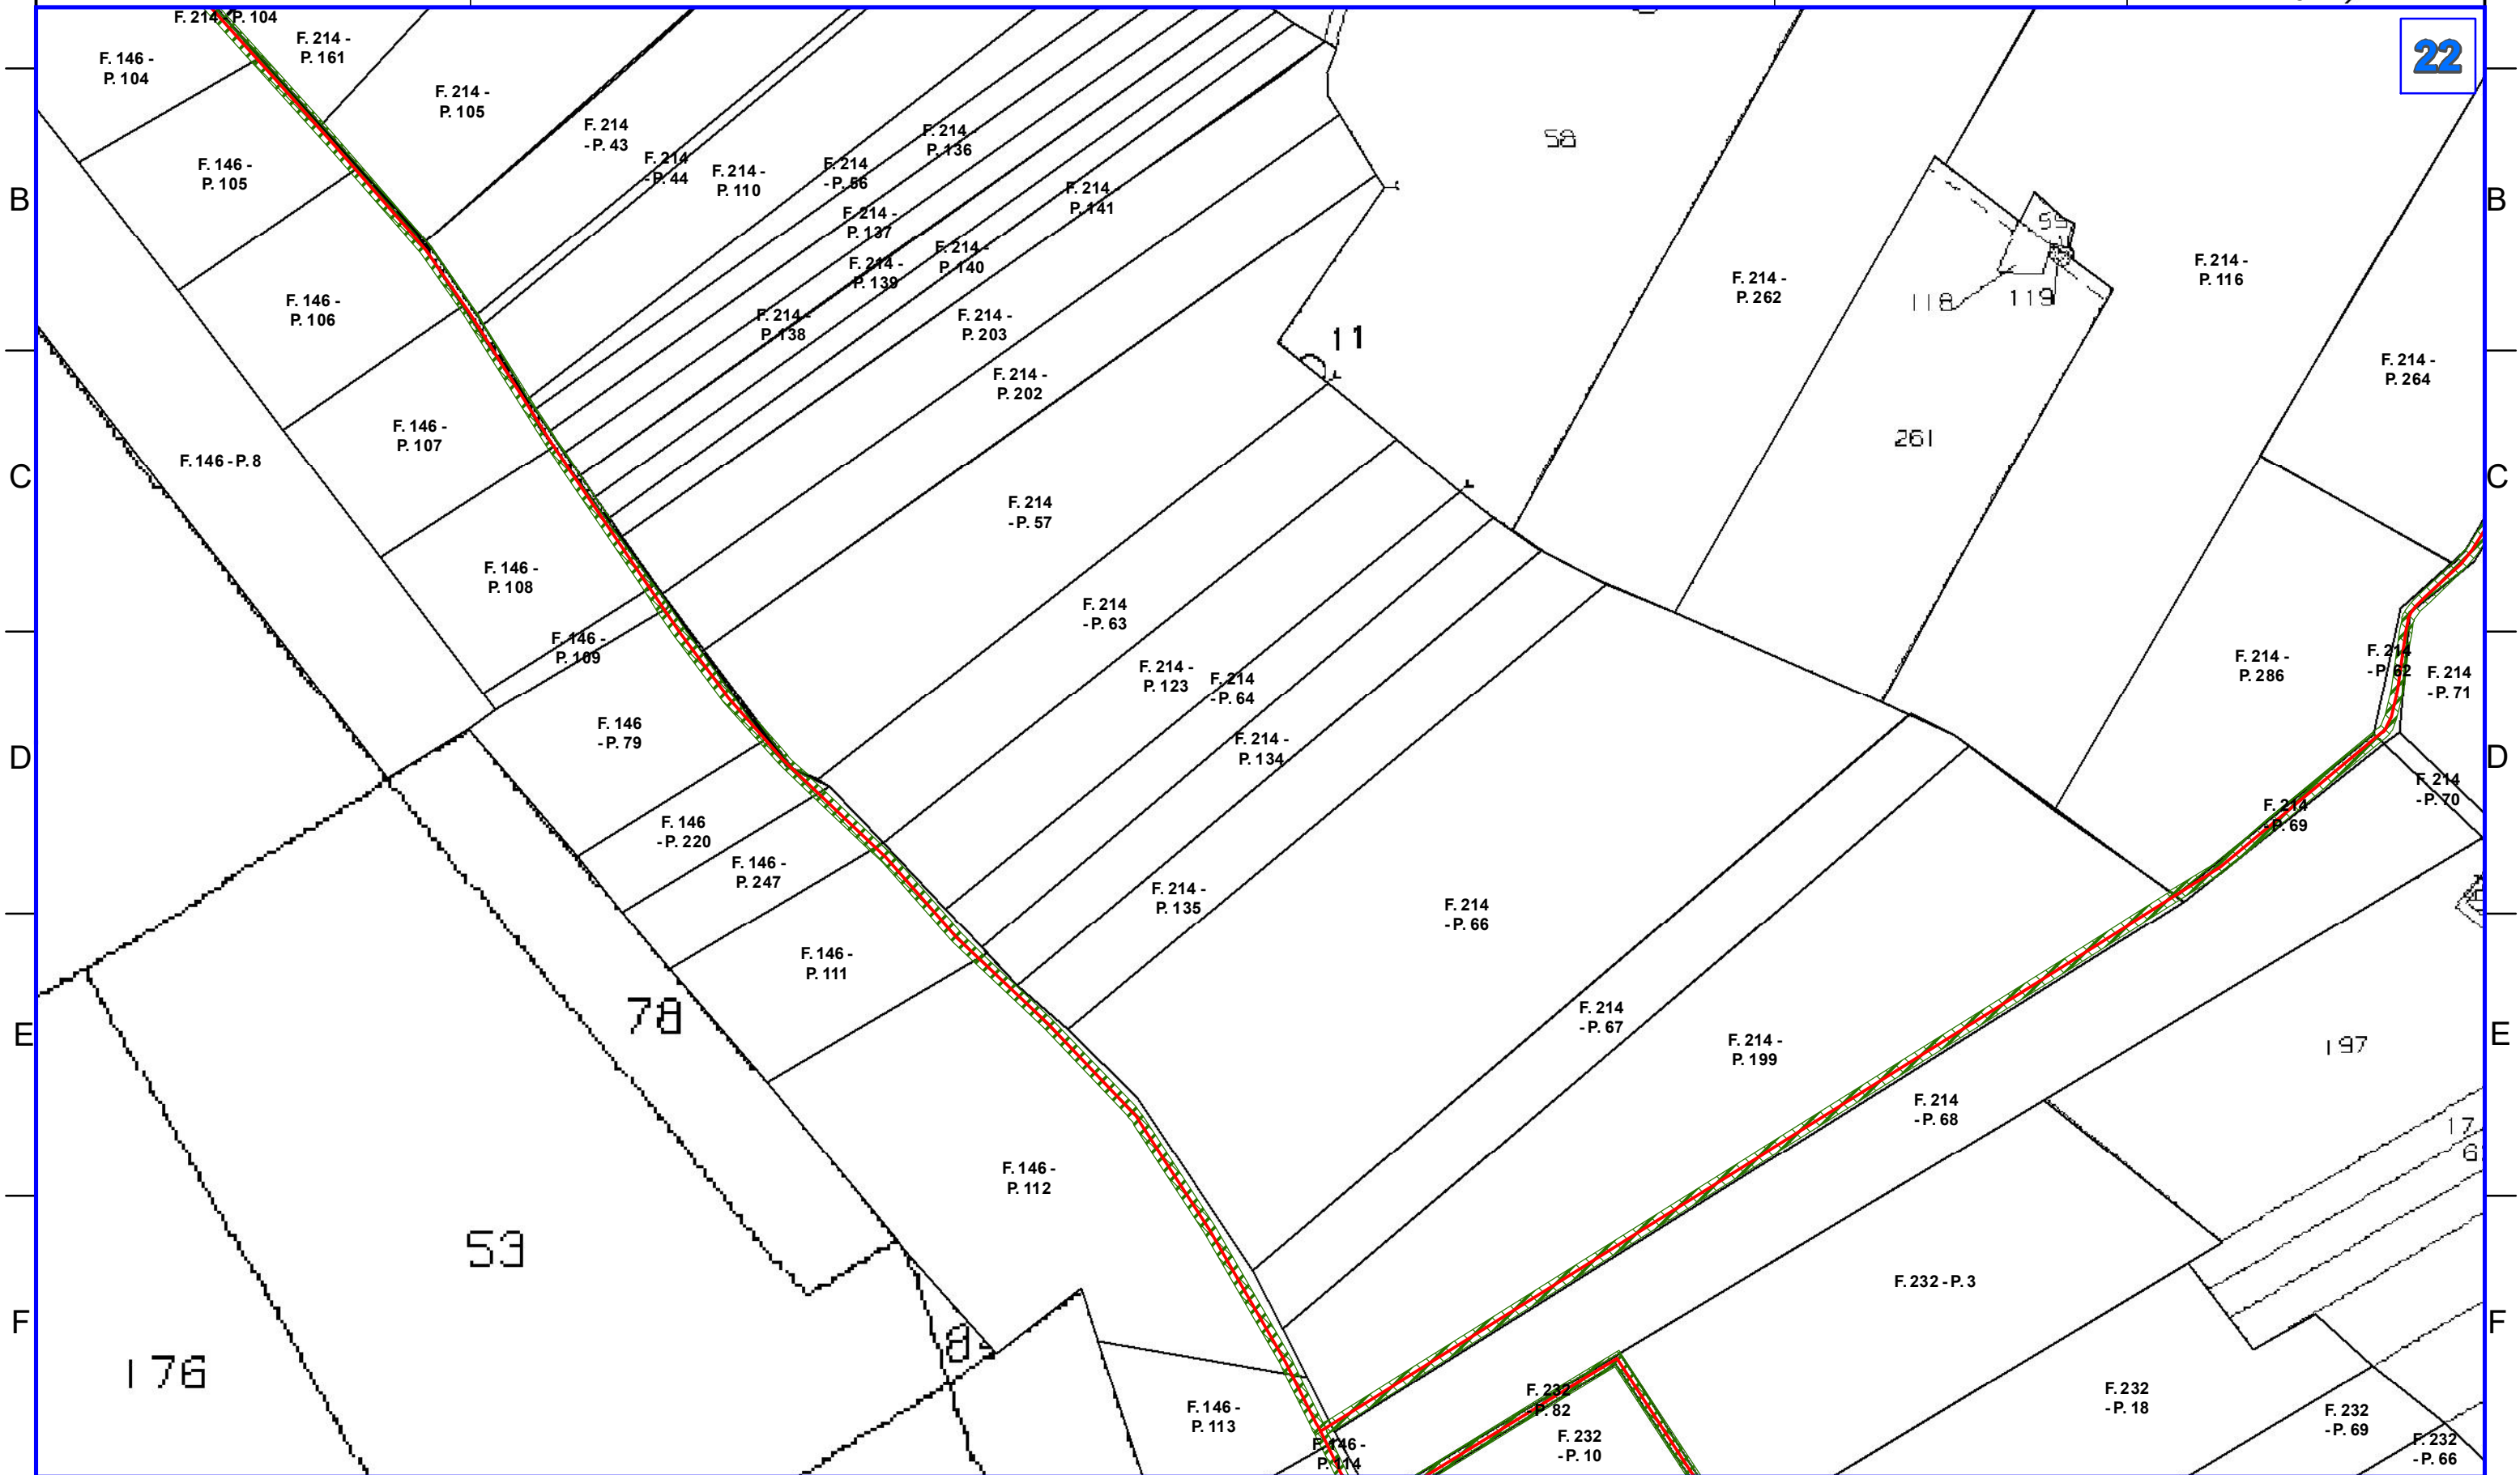 F. 214 - P. 104
22
F. 146 -
P. 104
F. 214 -
P. 161
F. 214 -
P. 105
F. 214
- P. 43
F. 214
- P. 44
F. 214 -
P. 110
F. 214
- P. 56
F. 214 -
P. 136
58
B
B
F. 146 -
P. 105
F. 214 -
P. 137
F. 214 -
P. 141
F. 214 -
P. 140
F. 214 -
P. 139
F. 214 -
P. 138
F. 146 -
P. 106
F. 214 -
P. 203
F. 214 -
P. 262
118
119
F. 214 -
P. 116
11
F. 214 -
P. 202
F. 214 -
P. 264
F. 146 -
P. 107
261
C
C
F. 146 - P. 8
F. 214
- P. 57
F. 146 -
P. 108
F. 214
- P. 63
F. 146 -
P. 109
F. 214 -
P. 123
F. 214
- P. 64
F. 214 -
P. 286
F. 214
- P. 62
F. 214
- P. 71
F. 146
- P. 79
F. 214 -
P. 134
D
D
F. 214
- P. 70
F. 214
- P. 69
F. 146
- P. 220
F. 146 -
P. 247
F. 214 -
P. 135
F. 214
- P. 66
F. 146 -
P. 111
78
F. 214
- P. 67
F. 214 -
P. 199
197
E
E
F. 214
- P. 68
17
6
F. 146 -
P. 112
53
F. 232 - P. 3
F
F
176
F. 146 -
P. 113
F. 232
- P. 82
F. 232
- P. 18
F. 232
- P. 69
F. 146 -
P. 114
F. 232
- P. 10
F. 232
- P. 66